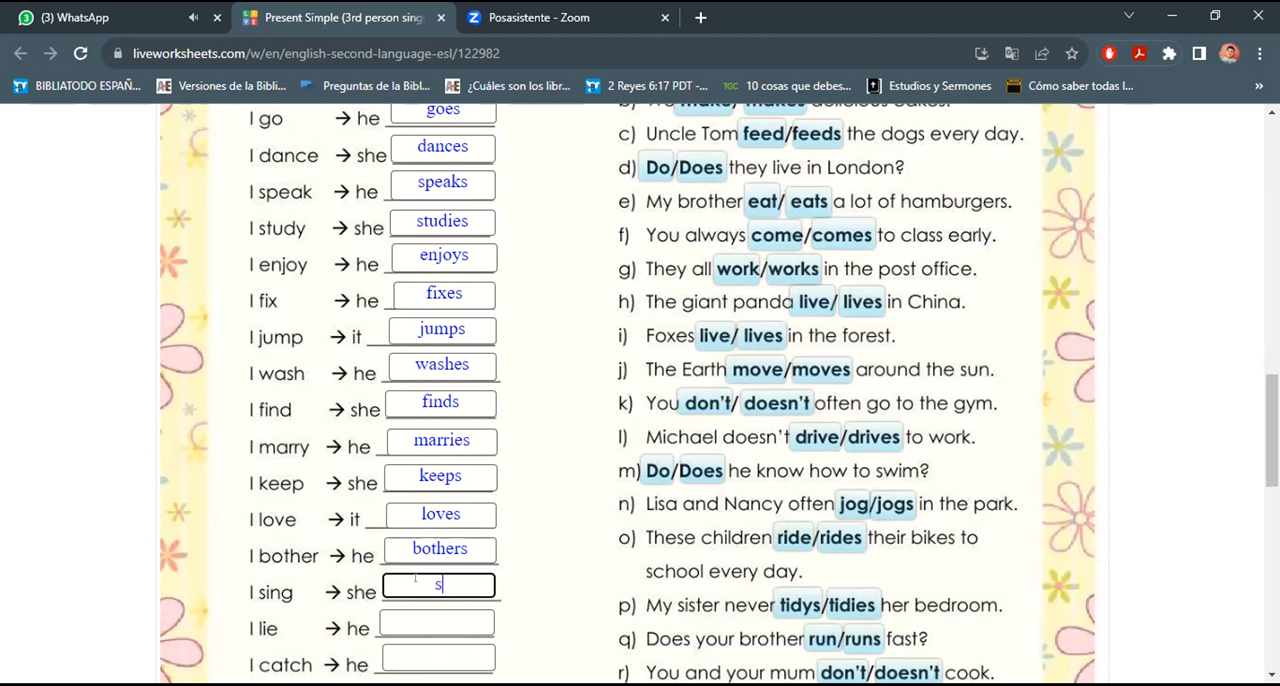 (3) WhatsApp
Present Simple (3rd person sing
Posasistente - Zoom
liveworksheets.com/w/en/english-second-language-esl/122982
BIBLIATODO ESPAÑ...
Versiones de la Bibli...
Preguntas de la Bibl...
¿Cuáles son los libr...
2 Reyes 6:17 PDT -...
TGC 10 cosas que debes...
Estudios y Sermones
Cómo saber todas l...
»
I go → he goes
I dance → she dances
I speak → he speaks
I study → she studies
I enjoy → he enjoys
I fix → he fixes
I jump → it jumps
I wash → he washes
I find → she finds
I marry → he marries
I keep → she keeps
I love → it loves
I bother → he bothers
I sing → she s
I lie → he
I catch → he
b) We make/ makes delicious cakes.
c) Uncle Tom feed/feeds the dogs every day.
d) Do/Does they live in London?
e) My brother eat/ eats a lot of hamburgers.
f) You always come/comes to class early.
g) They all work/works in the post office.
h) The giant panda live/ lives in China.
i) Foxes live/ lives in the forest.
j) The Earth move/moves around the sun.
k) You don't/ doesn't often go to the gym.
l) Michael doesn't drive/drives to work.
m) Do/Does he know how to swim?
n) Lisa and Nancy often jog/jogs in the park.
o) These children ride/rides their bikes to
school every day.
p) My sister never tidys/tidies her bedroom.
q) Does your brother run/runs fast?
r) You and your mum don't/doesn't cook.